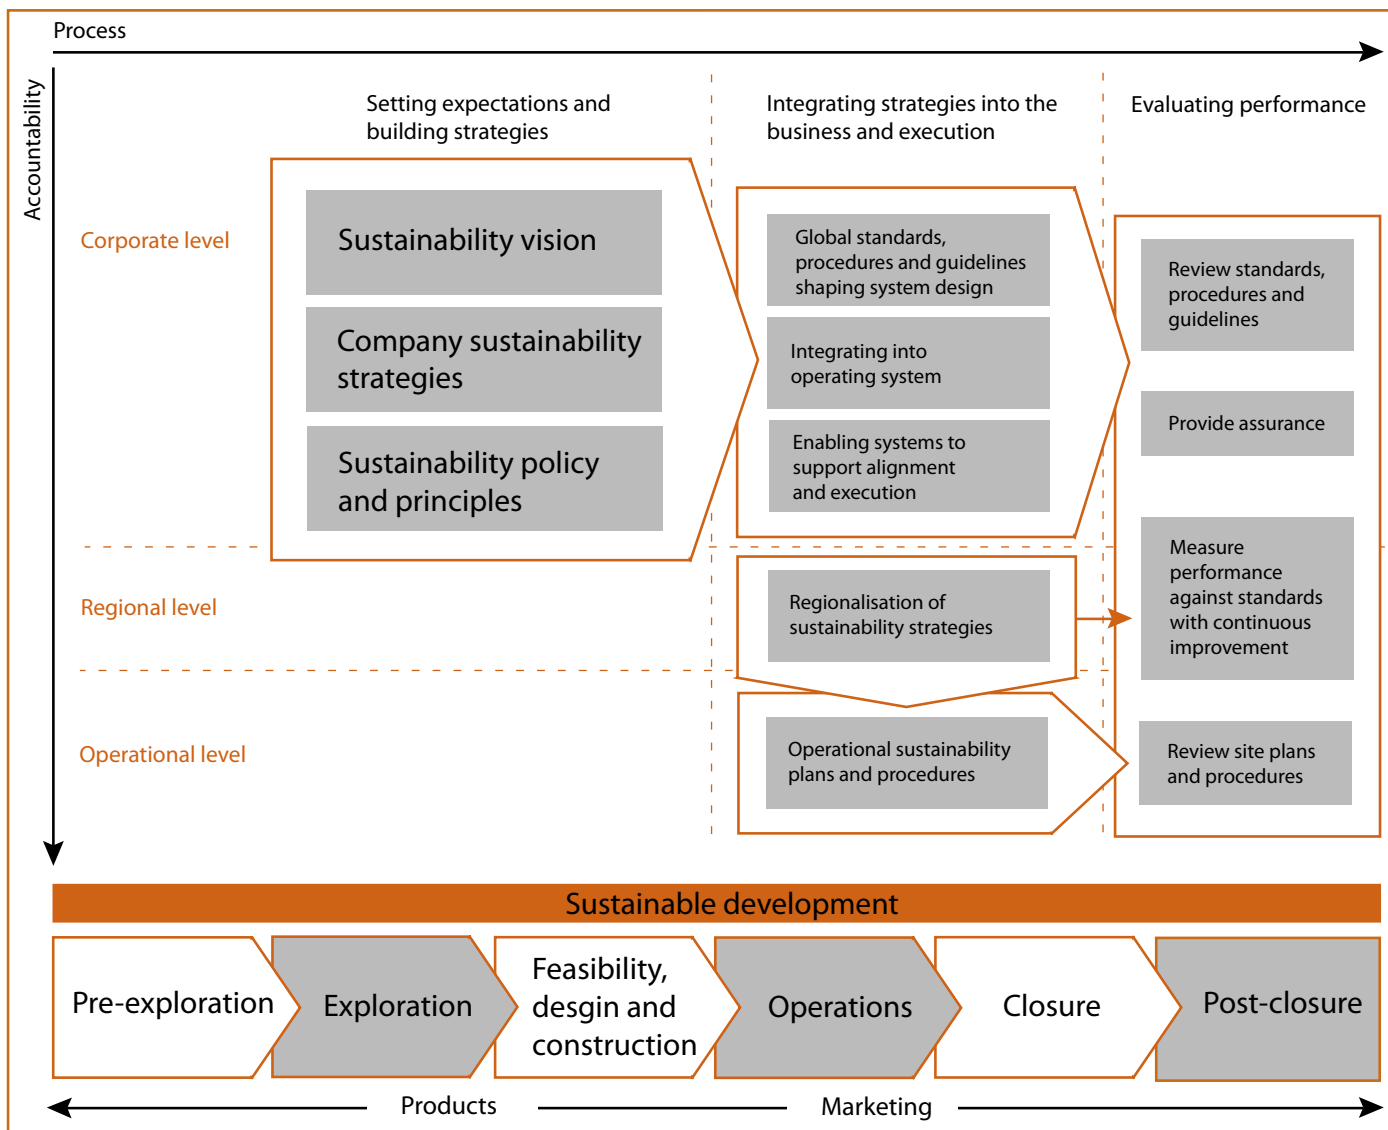 Process
Accountability
Setting expectations and
building strategies
Integrating strategies into the
business and execution
Evaluating performance
Corporate level
Sustainability vision
Company sustainability
strategies
Sustainability policy
and principles
Global standards,
procedures and guidelines
shaping system design
Integrating into
operating system
Enabling systems to
support alignment
and execution
Review standards,
procedures and
guidelines
Provide assurance
Measure
performance
against standards
with continuous
improvement
Regional level
Regionalisation of
sustainability strategies
Operational level
Operational sustainability
plans and procedures
Review site plans
and procedures
Sustainable development
Pre-exploration
Exploration
Feasibility,
desgin and
construction
Operations
Closure
Post-closure
Products
Marketing